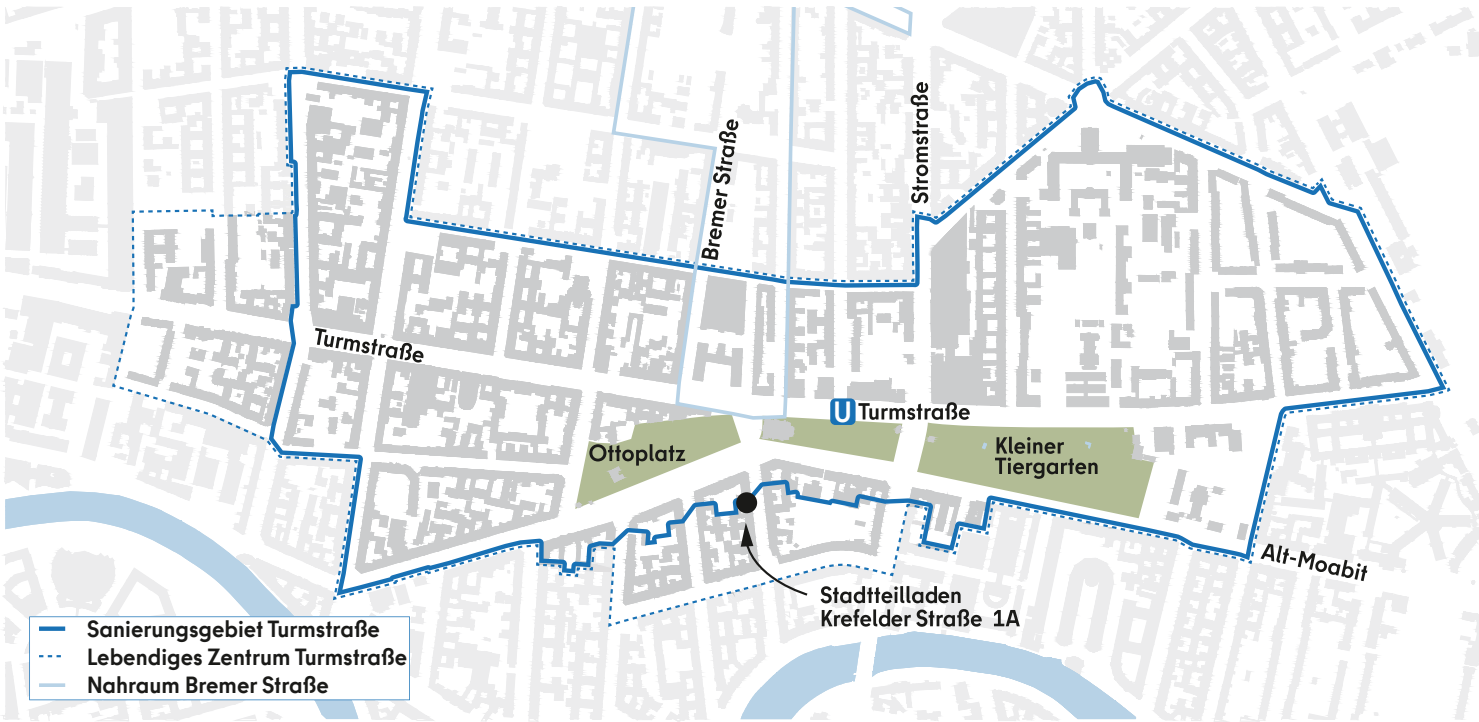 Stromstraße
Bremer Straße
Turmstraße
U Turmstraße
Ottoplatz
Kleiner
Tiergarten
Alt-Moabit
Stadtteilladen
Krefelder Straße 1A
Sanierungsgebiet Turmstraße
Lebendiges Zentrum Turmstraße
Nahraum Bremer Straße